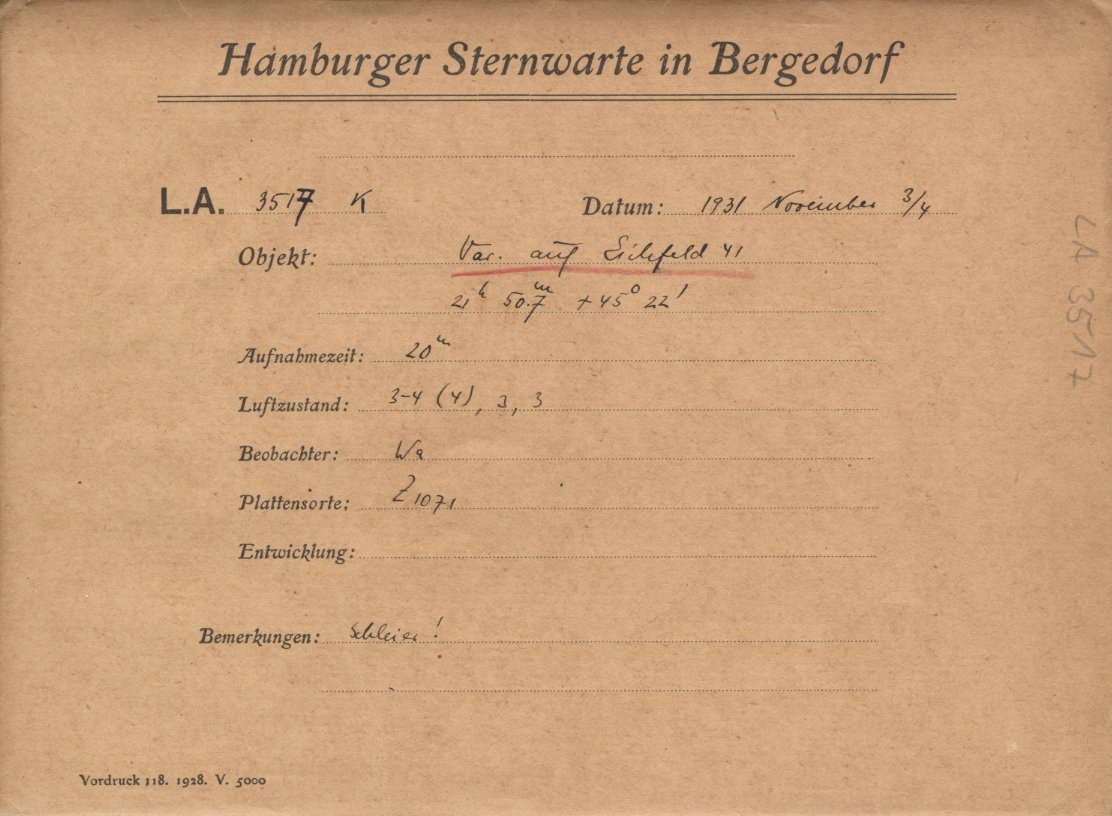 Hamburger Sternwarte in Bergedorf
L.A. 3517 K Datum: 1931 November 3/4
Objekt: Var. auf Eichfeld 41
21h 50.7m +45° 22'
Aufnahmezeit: 20m
Luftzustand: 3-4 (4), 3, 3
Beobachter: Wa
Plattensorte: Z 1071
Entwicklung:
Bemerkungen: Schleier!
Vordruck 118. 1928. V. 5000
LA 3517